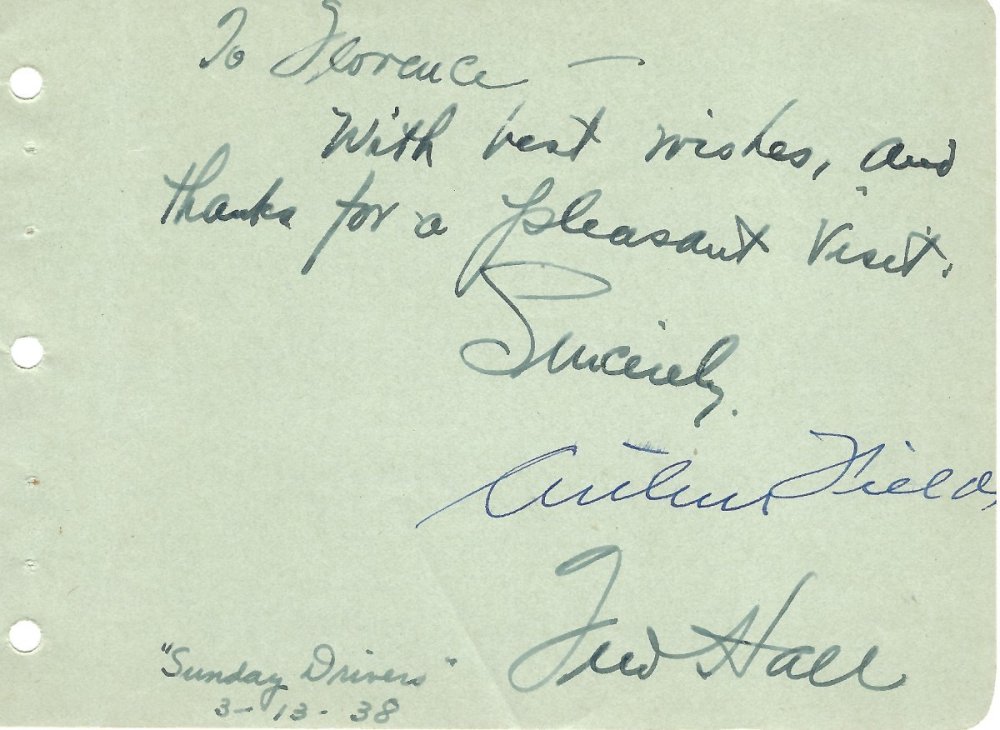 To Florence —
With best wishes, and
thanks for a pleasant visit.
Sincerely,
Arthur Fields
Fred Hall
"Sunday Drivers"
3-13-38